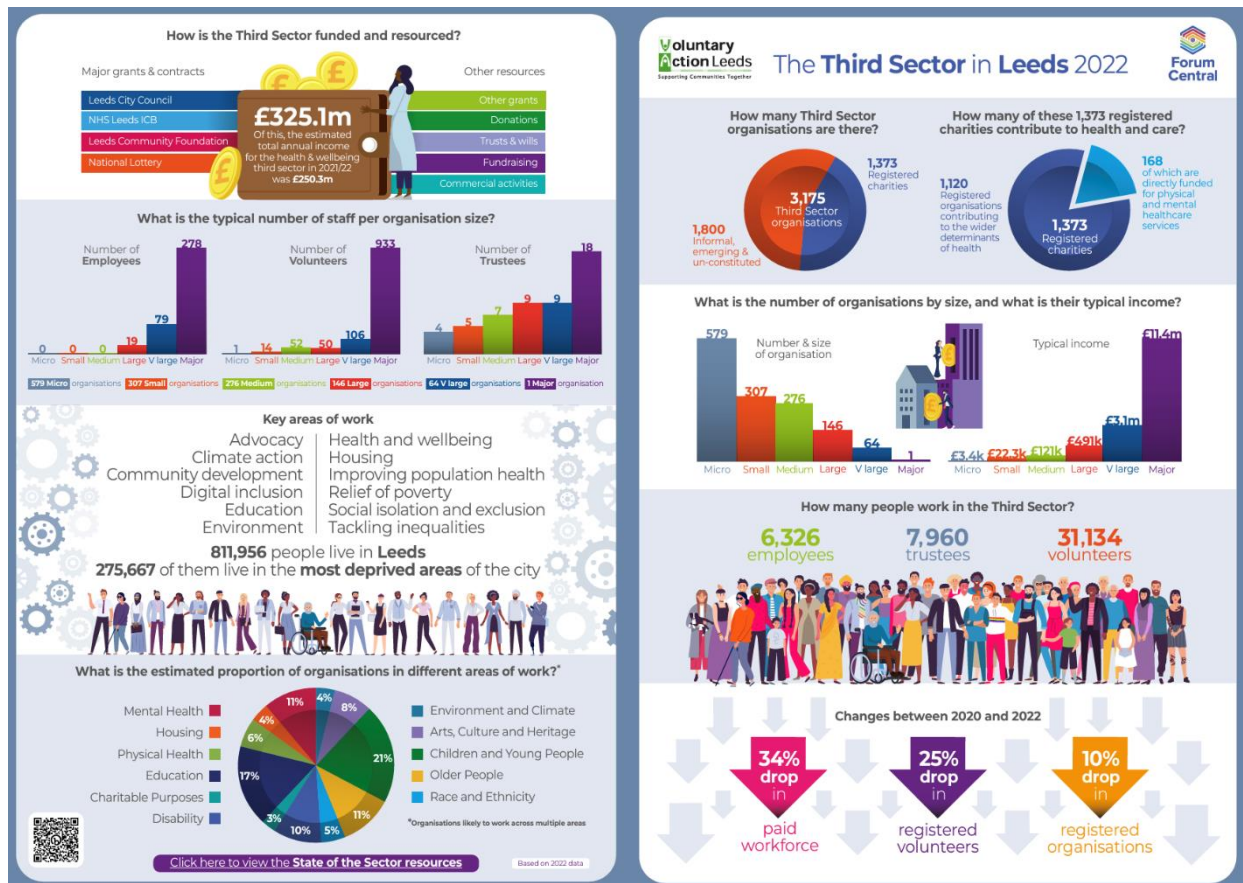 How is the Third Sector funded and resourced?
Major grants & contracts
Other resources
Leeds City Council
NHS Leeds ICB
Leeds Community Foundation
National Lottery
£325.1m
Of this, the estimated
total annual income
for the health & wellbeing
third sector in 2021/22
was £250.3m
Other grants
Donations
Trusts & wills
Fundraising
Commercial activities
What is the typical number of staff per organisation size?
Number of
Employees
278
0
0
0
19
79
Micro Small Medium Large V large Major
Number of
Volunteers
933
1
14
52
50
106
Micro Small Medium Large V large Major
Number of
Trustees
18
4
5
7
9
9
Micro Small Medium Large V large Major
579 Micro organisations 307 Small organisations 276 Medium organisations 146 Large organisations 64 V large organisations 1 Major organisation
Key areas of work
Advocacy
Climate action
Community development
Digital inclusion
Education
Environment
Health and wellbeing
Housing
Improving population health
Relief of poverty
Social isolation and exclusion
Tackling inequalities
811,956 people live in Leeds
275,667 of them live in the most deprived areas of the city
What is the estimated proportion of organisations in different areas of work?*
Mental Health
Housing
Physical Health
Education
Charitable Purposes
Disability
11%
4%
8%
4%
6%
21%
17%
3%
10%
5%
11%
Environment and Climate
Arts, Culture and Heritage
Children and Young People
Older People
Race and Ethnicity
*Organisations likely to work across multiple areas
Click here to view the State of the Sector resources
Based on 2022 data
Voluntary
Action Leeds
Supporting Communities Together
The Third Sector in Leeds 2022
Forum
Central
How many Third Sector
organisations are there?
1,373
Registered
charities
3,175
Third Sector
organisations
1,800
Informal,
emerging &
un-constituted
How many of these 1,373 registered
charities contribute to health and care?
168
of which are
directly funded
for physical
and mental
healthcare
services
1,120
Registered
organisations
contributing
to the wider
determinants
of health
1,373
Registered
charities
What is the number of organisations by size, and what is their typical income?
Number & size
of organisation
579
307
276
146
64
1
Micro Small Medium Large V large Major
Typical income
£3.4k
£22.3k
£121k
£491k
£3.1m
£11.4m
Micro Small Medium Large V large Major
How many people work in the Third Sector?
6,326
employees
7,960
trustees
31,134
volunteers
Changes between 2020 and 2022
34%
drop
in
paid
workforce
25%
drop
in
registered
volunteers
10%
drop
in
registered
organisations